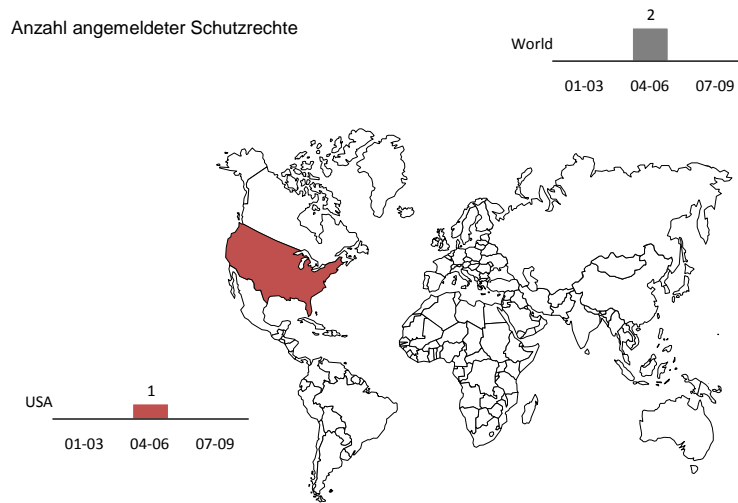 Anzahl angemeldeter Schutzrechte
2
World
01-03 04-06 07-09
1
USA
01-03 04-06 07-09